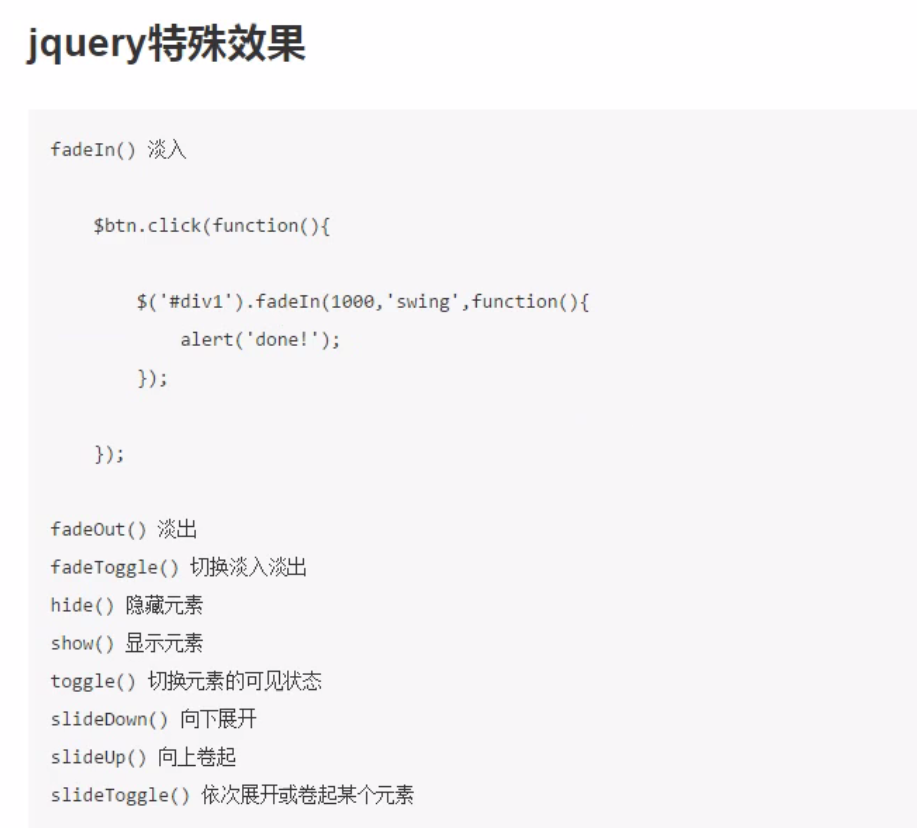 jquery特殊效果
fadeIn() 淡入
$btn.click(function(){
$('#div1').fadeIn(1000,'swing',function(){
alert('done!');
});
});
fadeOut() 淡出
fadeToggle() 切换淡入淡出
hide() 隐藏元素
show() 显示元素
toggle() 切换元素的可见状态
slideDown() 向下展开
slideUp() 向上卷起
slideToggle() 依次展开或卷起某个元素